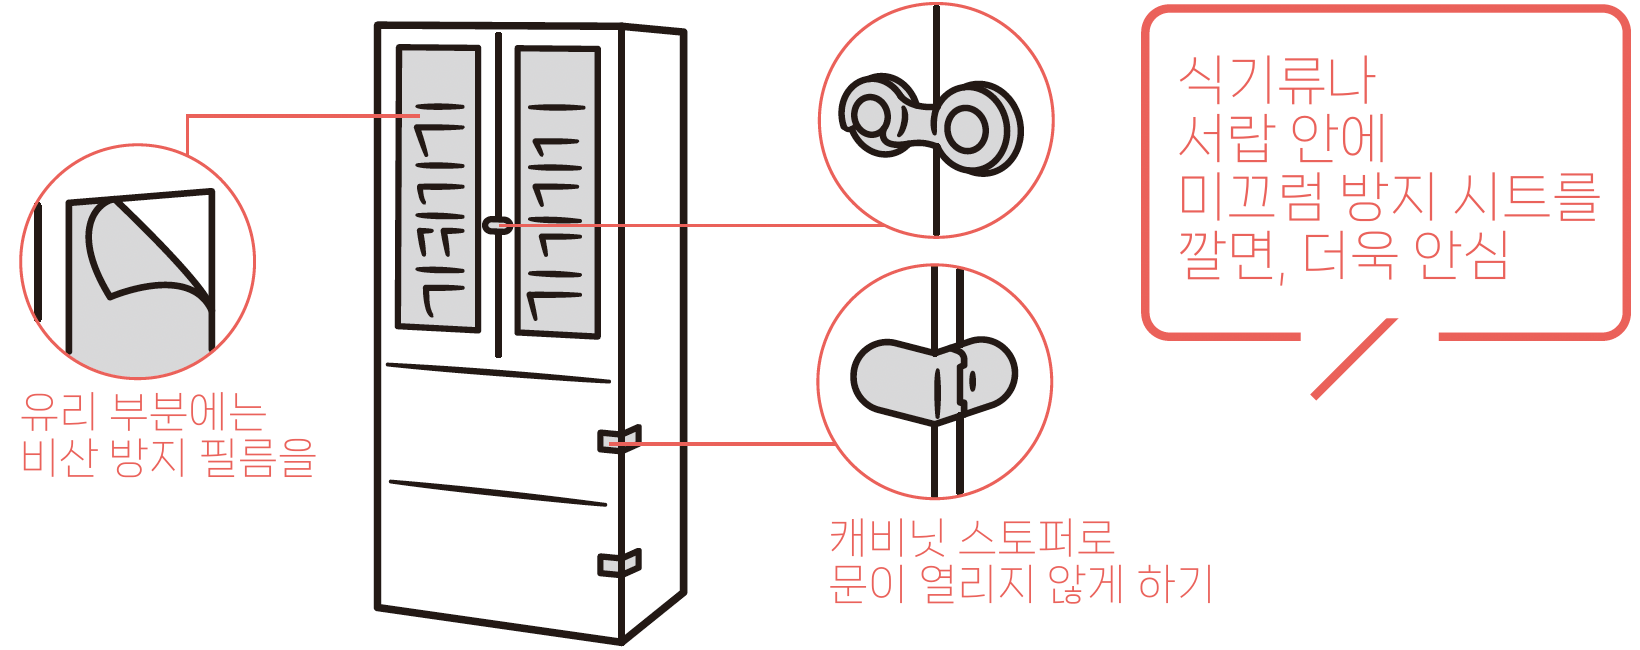 유리 부분에는
비산 방지 필름을
캐비닛 스토퍼로
문이 열리지 않게 하기
식기류나
서랍 안에
미끄럼 방지 시트를
깔면, 더욱 안심